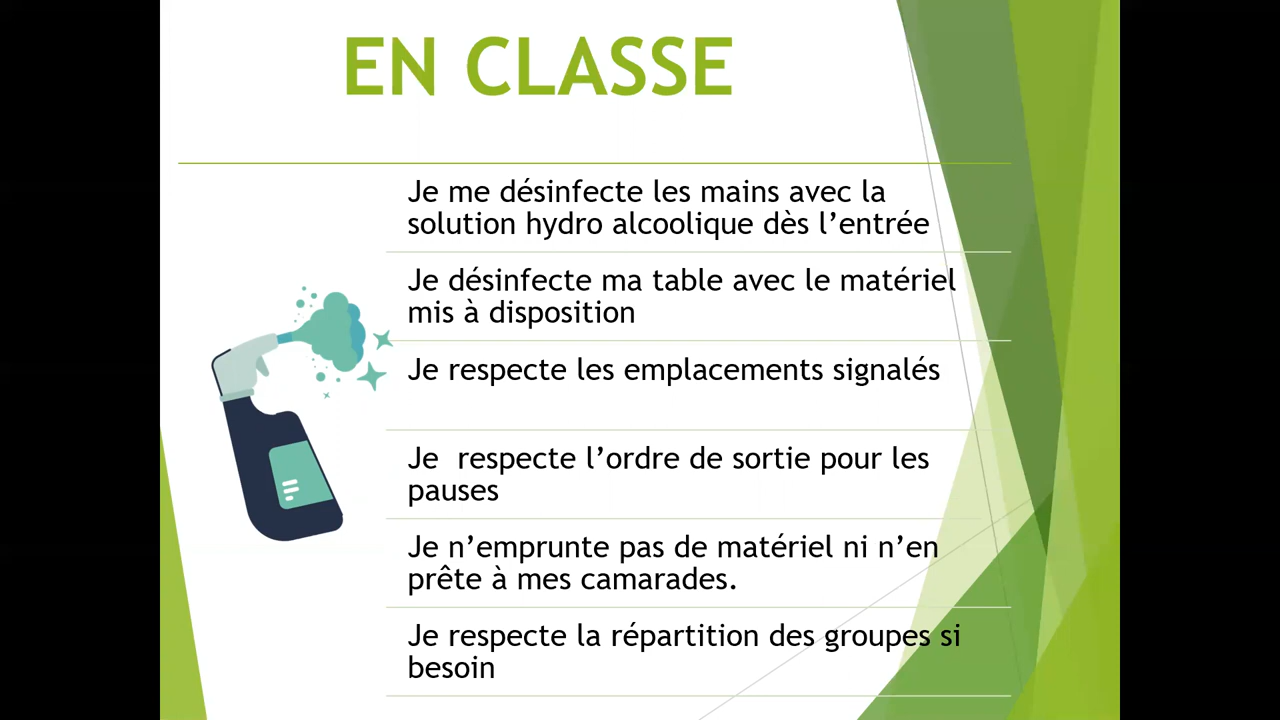 EN CLASSE
Je me désinfecte les mains avec la
solution hydro alcoolique dès l’entrée
Je désinfecte ma table avec le matériel
mis à disposition
Je respecte les emplacements signalés
Je  respecte l’ordre de sortie pour les
pauses
Je n’emprunte pas de matériel ni n’en
prête à mes camarades.
Je respecte la répartition des groupes si
besoin